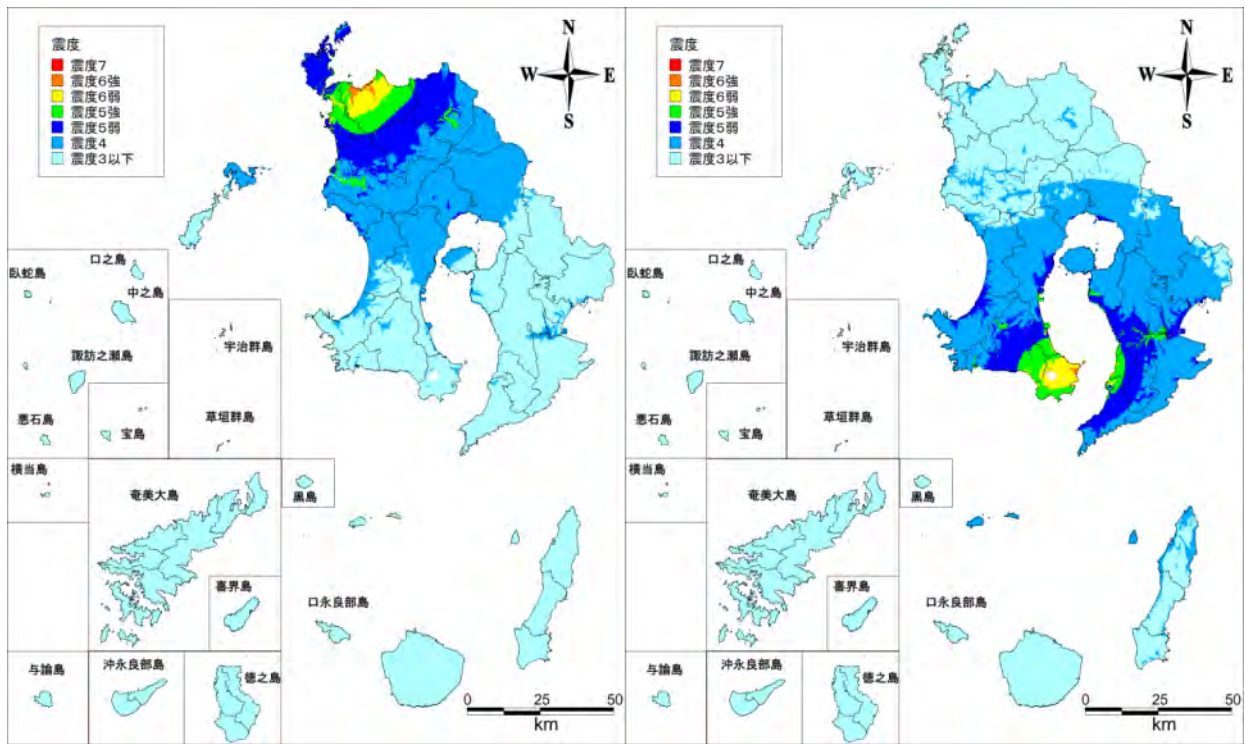 震度
震度7
震度6強
震度6弱
震度5強
震度5弱
震度4
震度3以下
N
W
E
S
口之島
臥蛇島
中之島
宇治群島
諏訪之瀬島
悪石島
宝島
草垣群島
横当島
奄美大島
黒島
喜界島
口永良部島
与論島
沖永良部島
徳之島
0 25 50
km
震度
震度7
震度6強
震度6弱
震度5強
震度5弱
震度4
震度3以下
N
W
E
S
口之島
臥蛇島
中之島
宇治群島
諏訪之瀬島
悪石島
宝島
草垣群島
横当島
奄美大島
黒島
喜界島
口永良部島
与論島
沖永良部島
徳之島
0 25 50
km